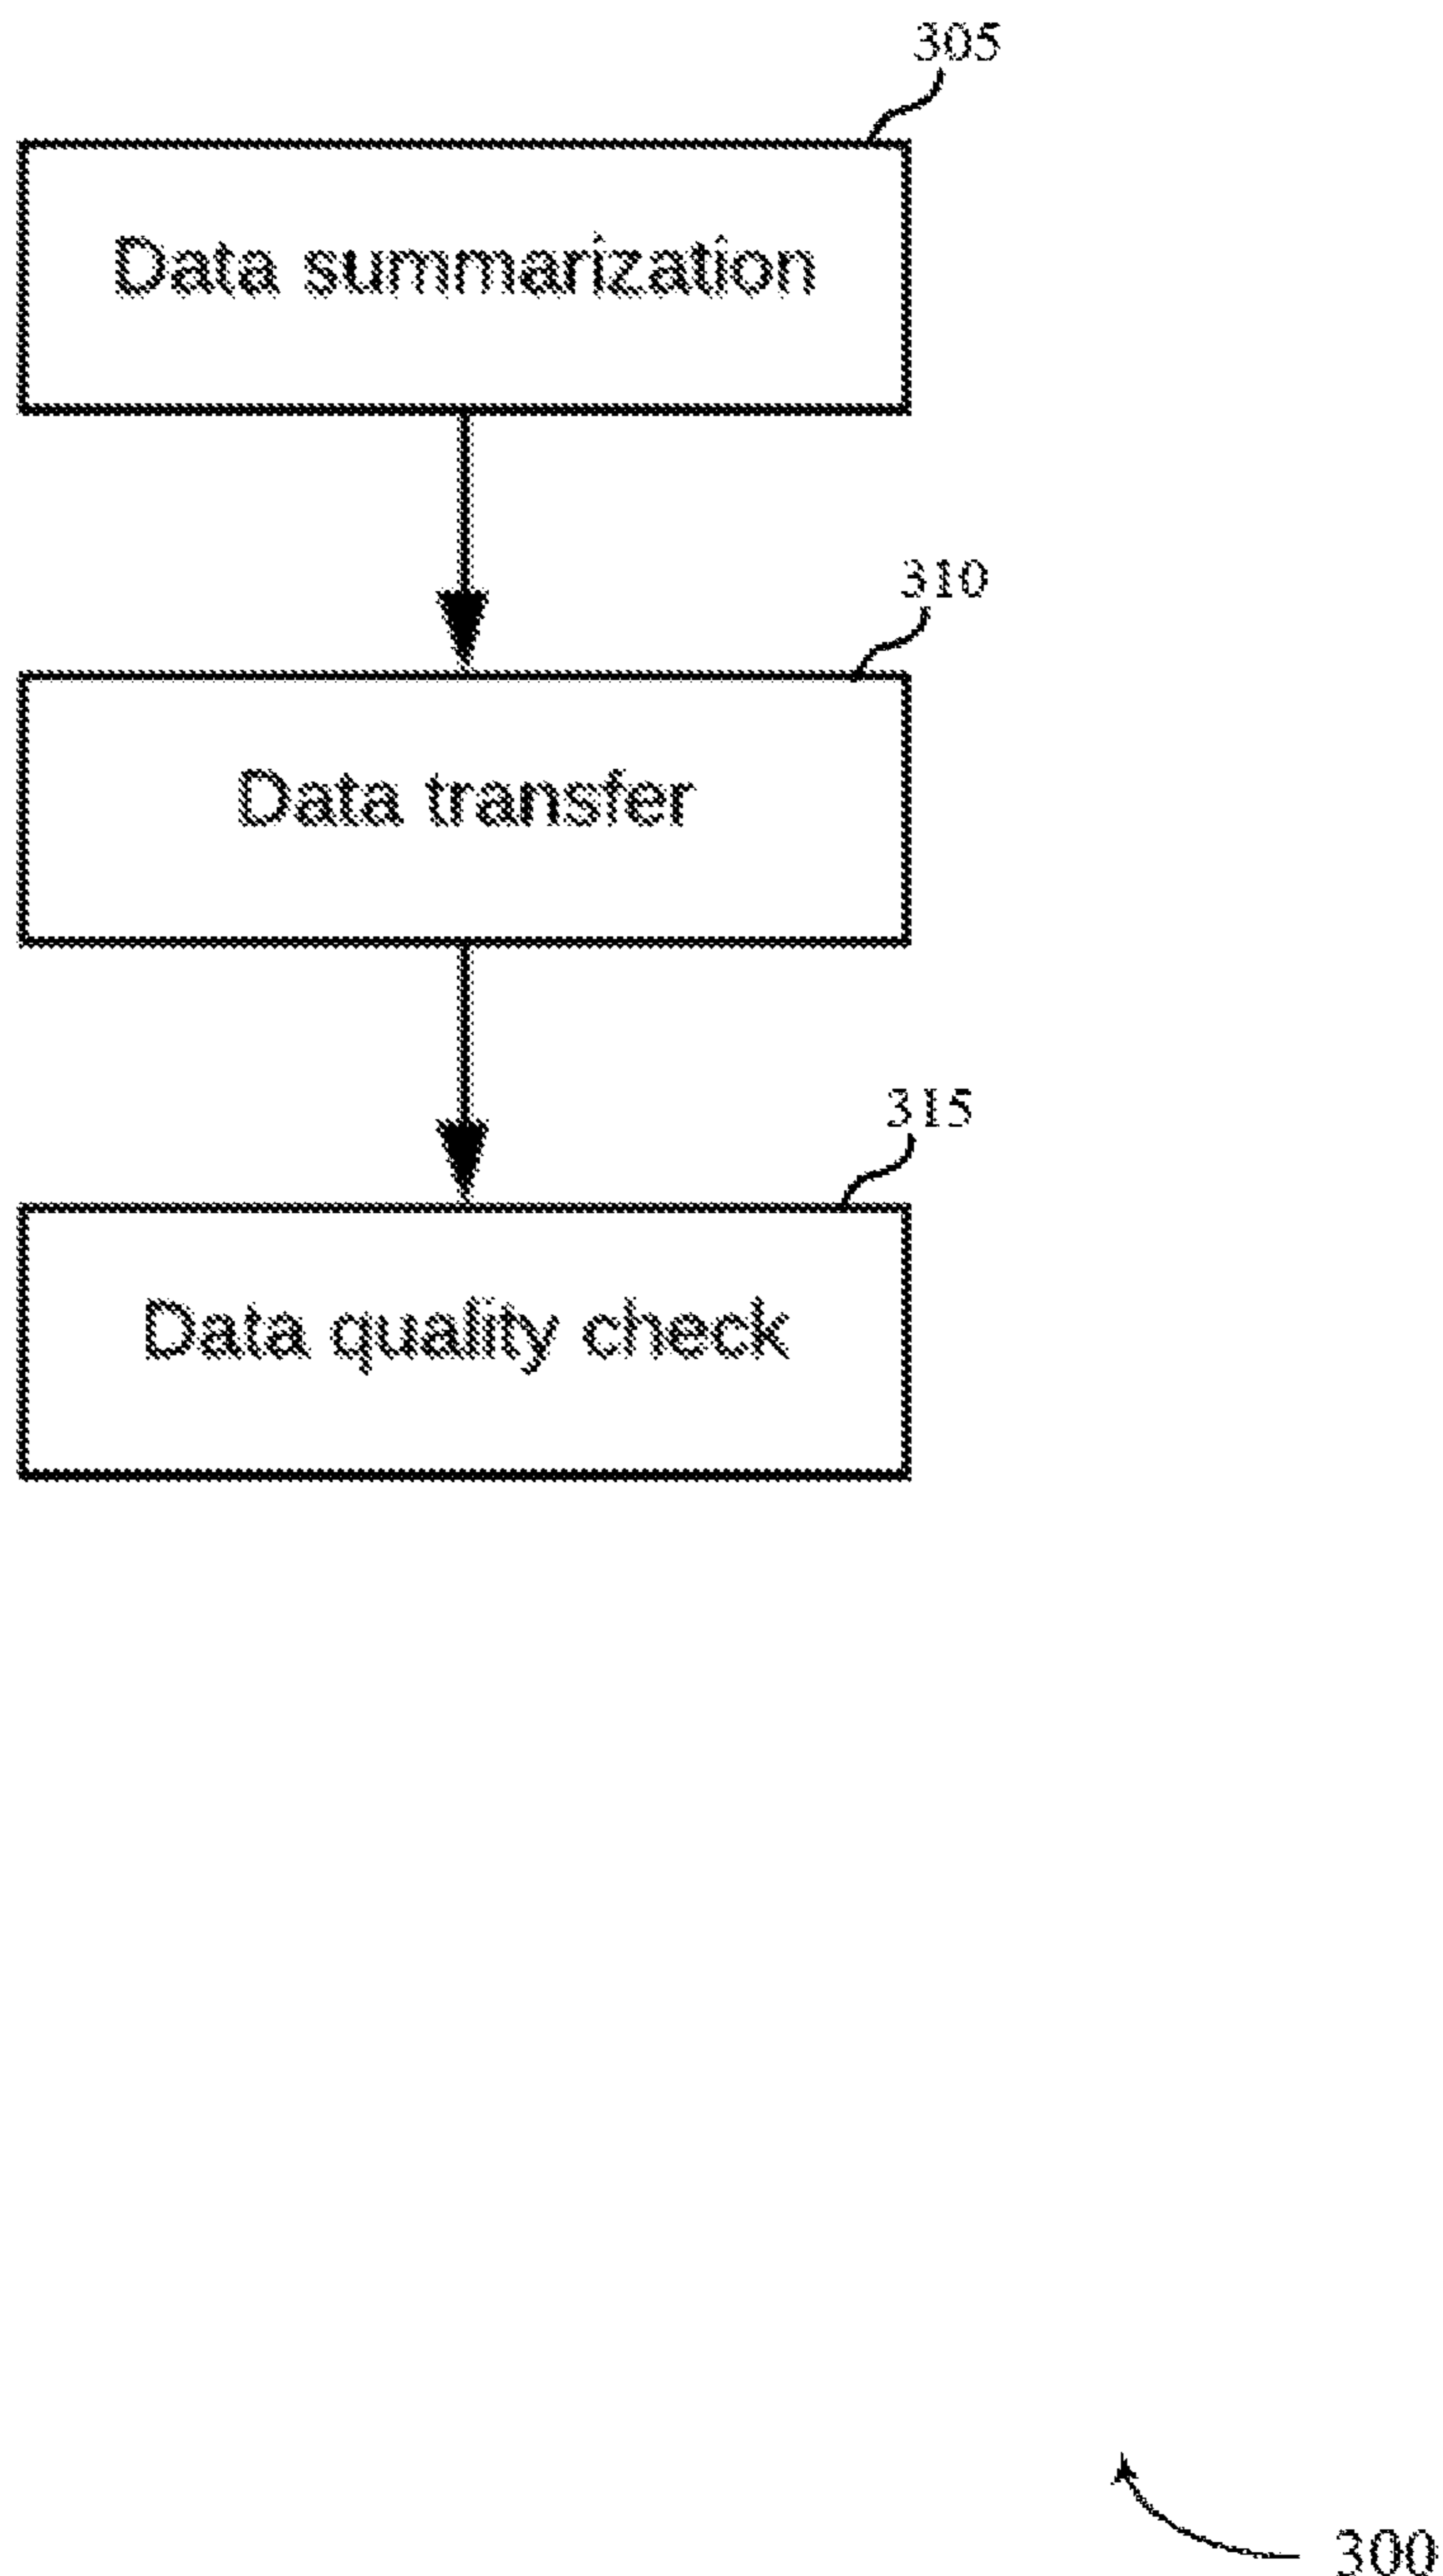 305
Data summarization
310
Data transfer
315
Data quality check
300